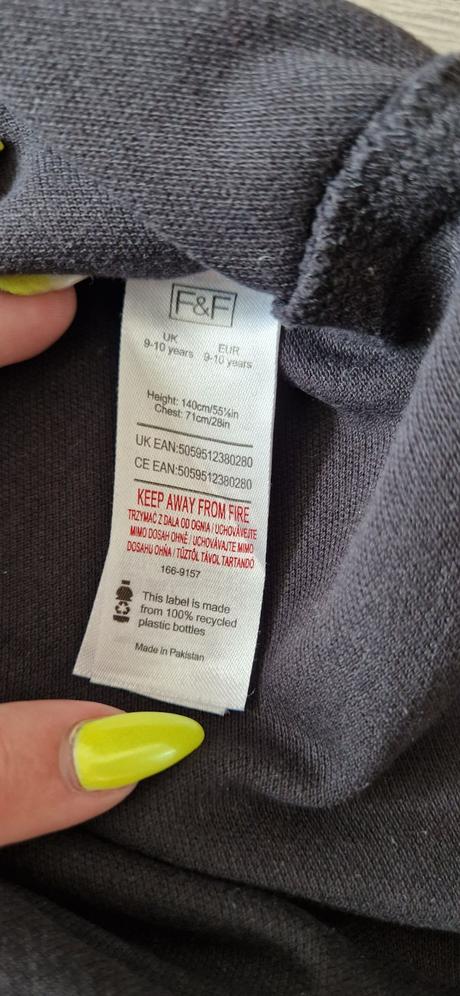 F&F
UK EUR
9-10 years 9-10 years
Height: 140cm/55⅛in
Chest: 71cm/28in
UK EAN:5059512380280
CE EAN:5059512380280
KEEP AWAY FROM FIRE
TRZYMAĆ Z DALA OD OGNIA / UCHOVÁVEJTE
MIMO DOSAH OHNĚ / UCHOVÁVAJTE MIMO
DOSAHU OHŇA / TŰZTŐL TÁVOL TARTANDÓ
166-9157
This label is made
from 100% recycled
plastic bottles
Made in Pakistan